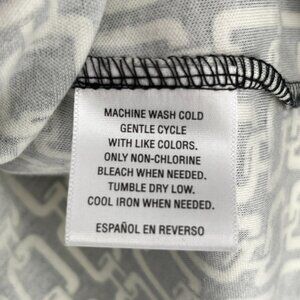 MACHINE WASH COLD
GENTLE CYCLE
WITH LIKE COLORS.
ONLY NON-CHLORINE
BLEACH WHEN NEEDED.
TUMBLE DRY LOW.
COOL IRON WHEN NEEDED.
ESPAÑOL EN REVERSO